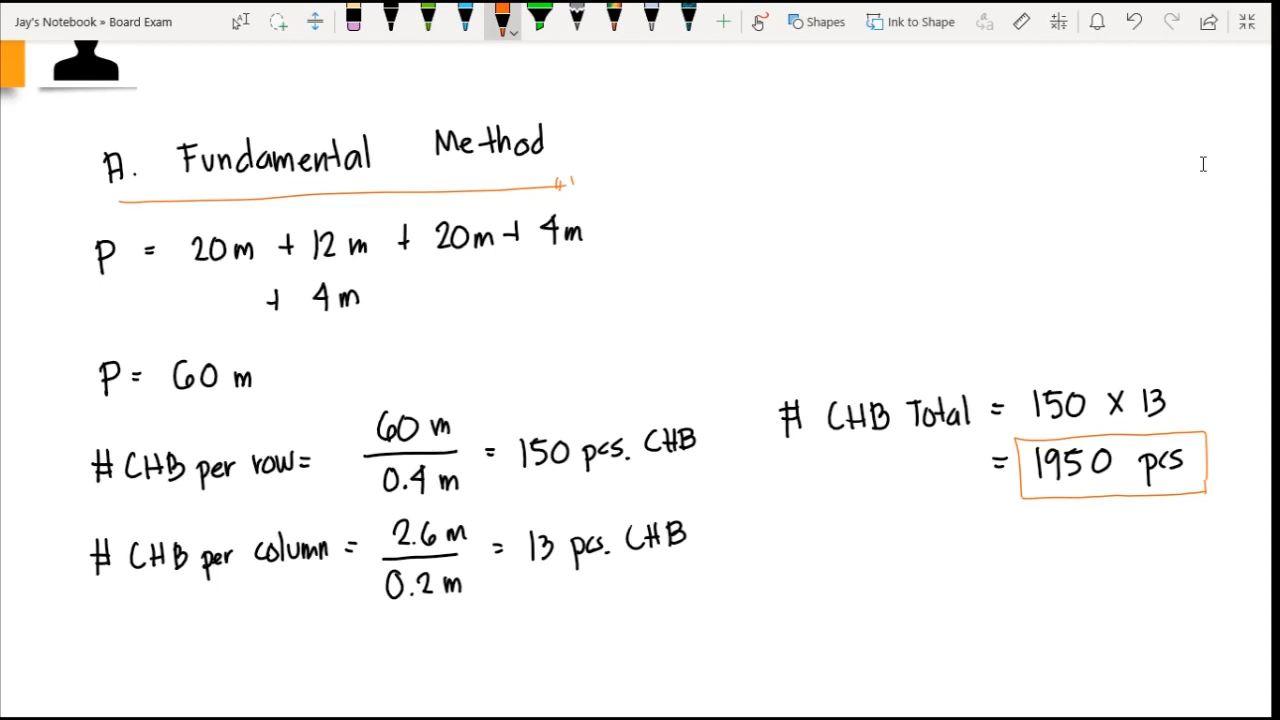 Jay's Notebook » Board Exam
Shapes
Ink to Shape
A. Fundamental Method
P = 20m + 12m + 20m + 4m
+ 4m
P = 60 m
# CHB per row = 60 m / 0.4 m = 150 pcs. CHB
# CHB per column = 2.6 m / 0.2 m = 13 pcs. CHB
# CHB Total = 150 x 13
= 1950 pcs